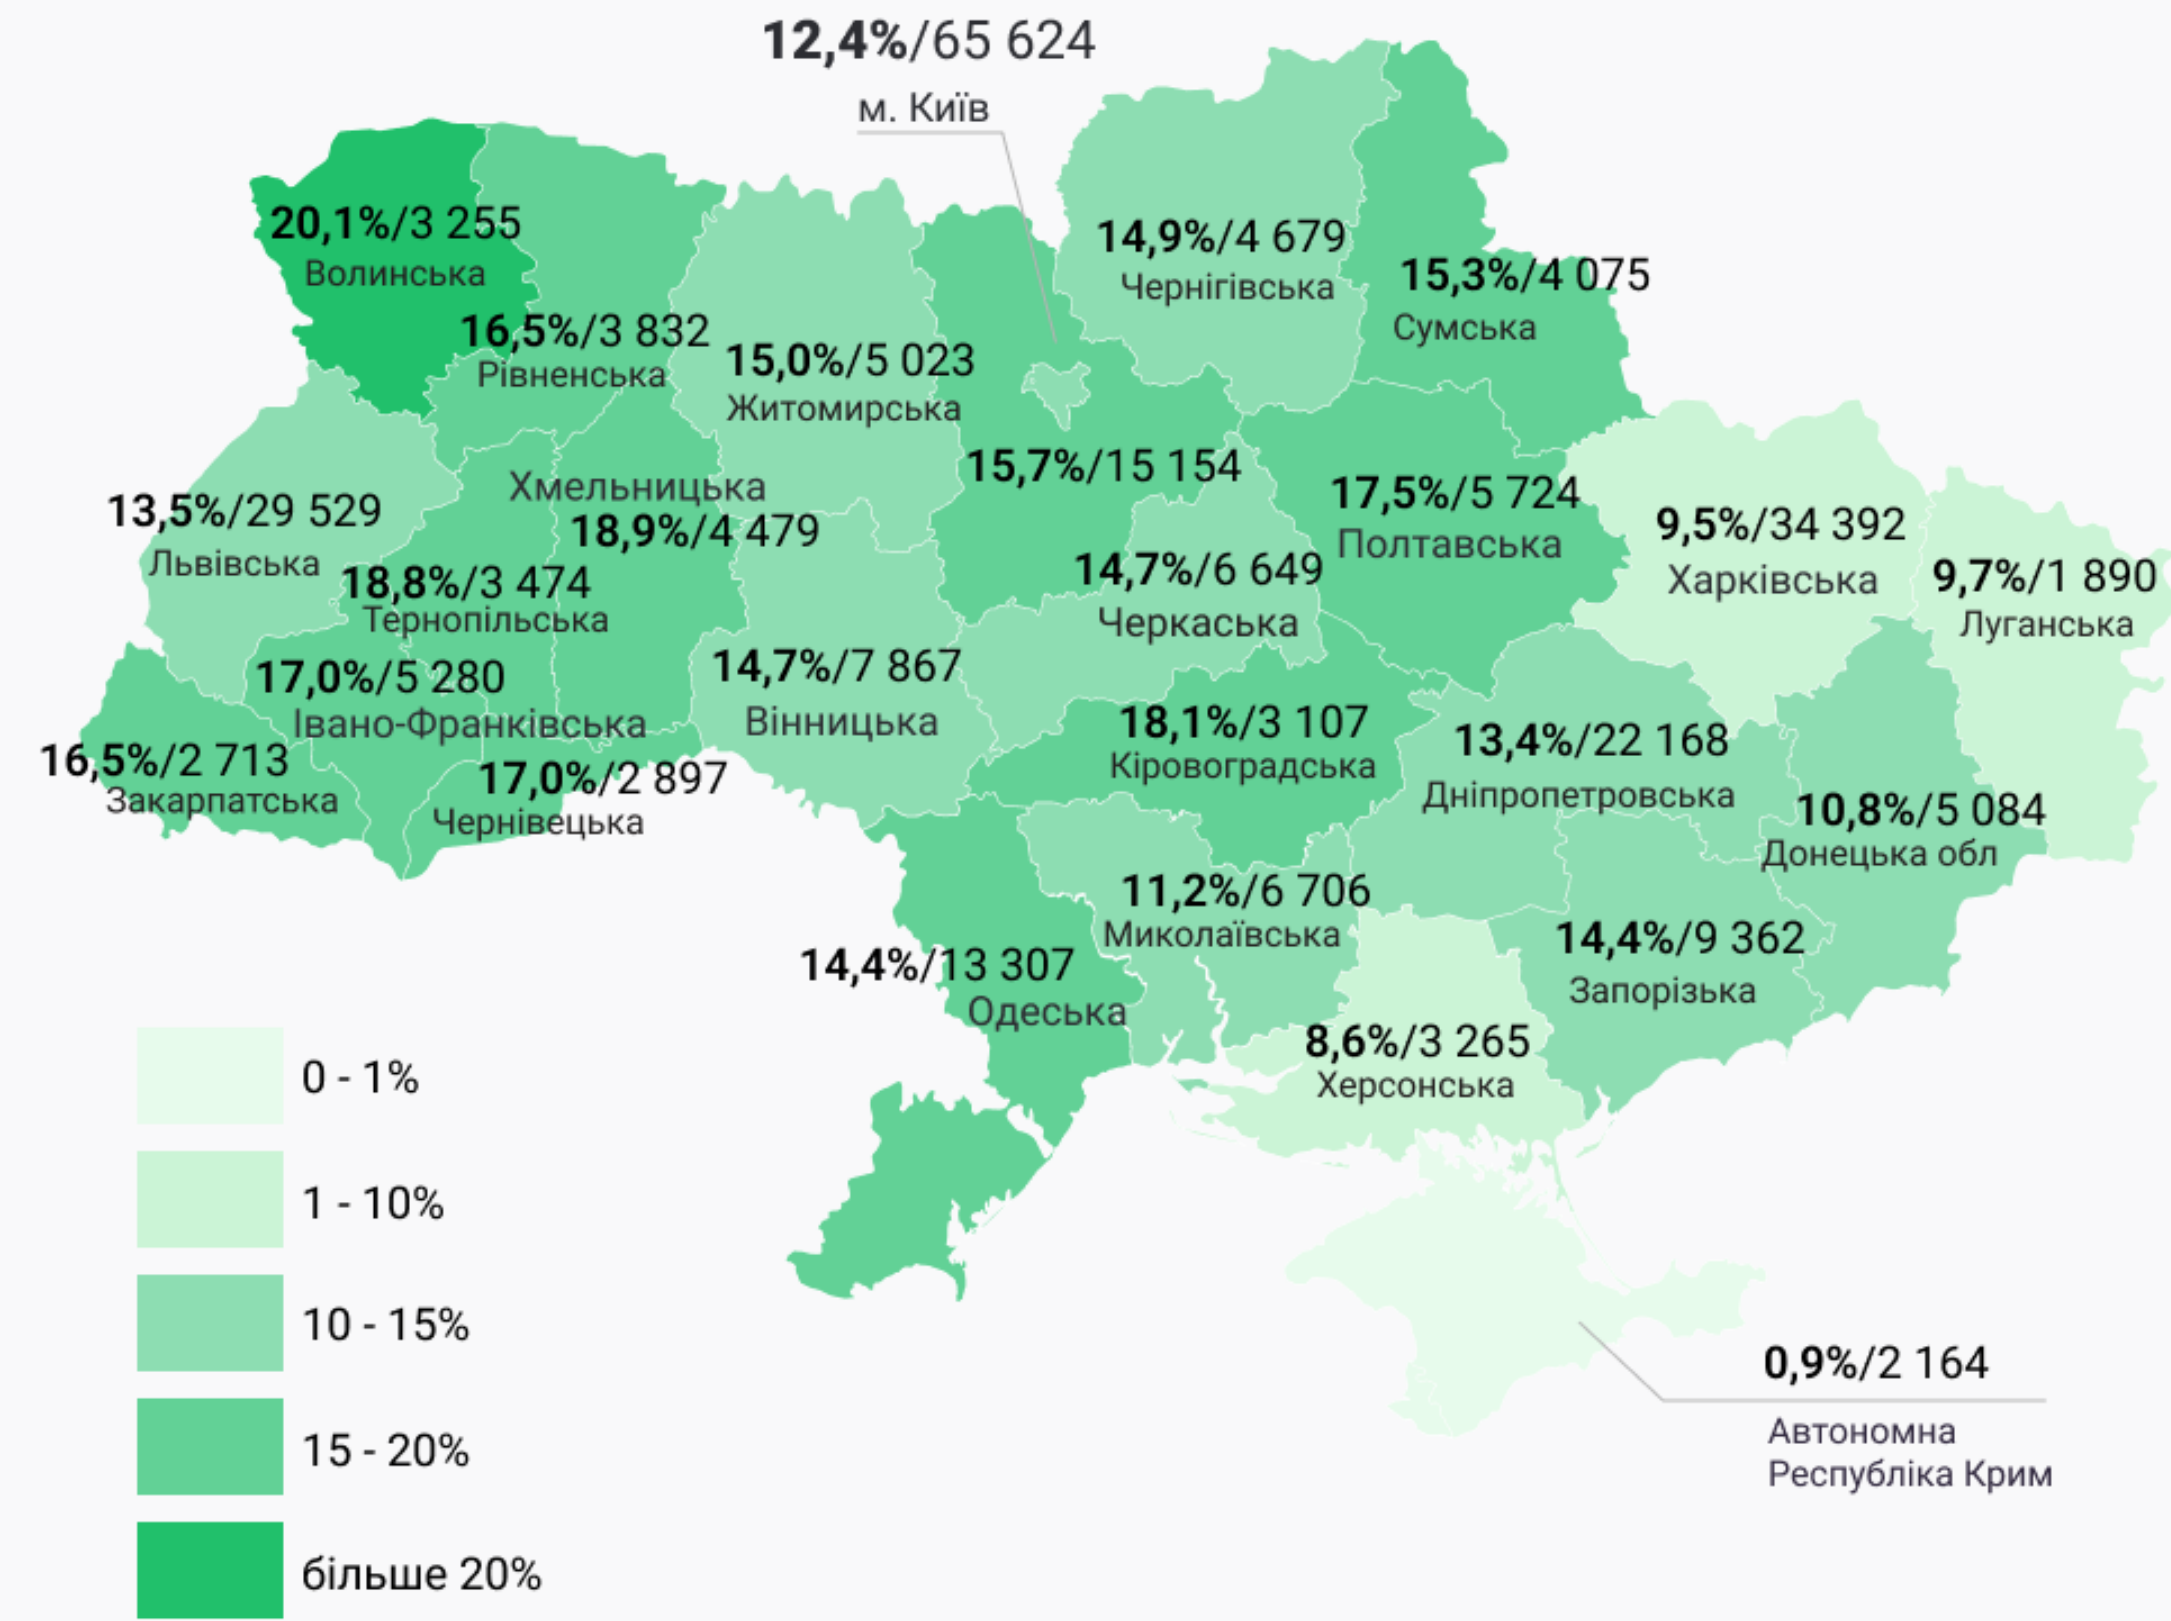 12,4%/65 624
м. Київ
20,1%/3 255
Волинська
16,5%/3 832
Рівненська
15,0%/5 023
Житомирська
14,9%/4 679
Чернігівська
15,3%/4 075
Сумська
15,7%/15 154
13,5%/29 529
Львівська
Хмельницька
18,9%/4 479
18,8%/3 474
Тернопільська
17,5%/5 724
Полтавська
9,5%/34 392
Харківська
9,7%/1 890
Луганська
14,7%/6 649
Черкаська
17,0%/5 280
Івано-Франківська
14,7%/7 867
Вінницька
16,5%/2 713
Закарпатська
17,0%/2 897
Чернівецька
18,1%/3 107
Кіровоградська
13,4%/22 168
Дніпропетровська
10,8%/5 084
Донецька обл
11,2%/6 706
Миколаївська
14,4%/9 362
Запорізька
14,4%/13 307
Одеська
8,6%/3 265
Херсонська
0,9%/2 164
Автономна
Республіка Крим
0 - 1%
1 - 10%
10 - 15%
15 - 20%
більше 20%